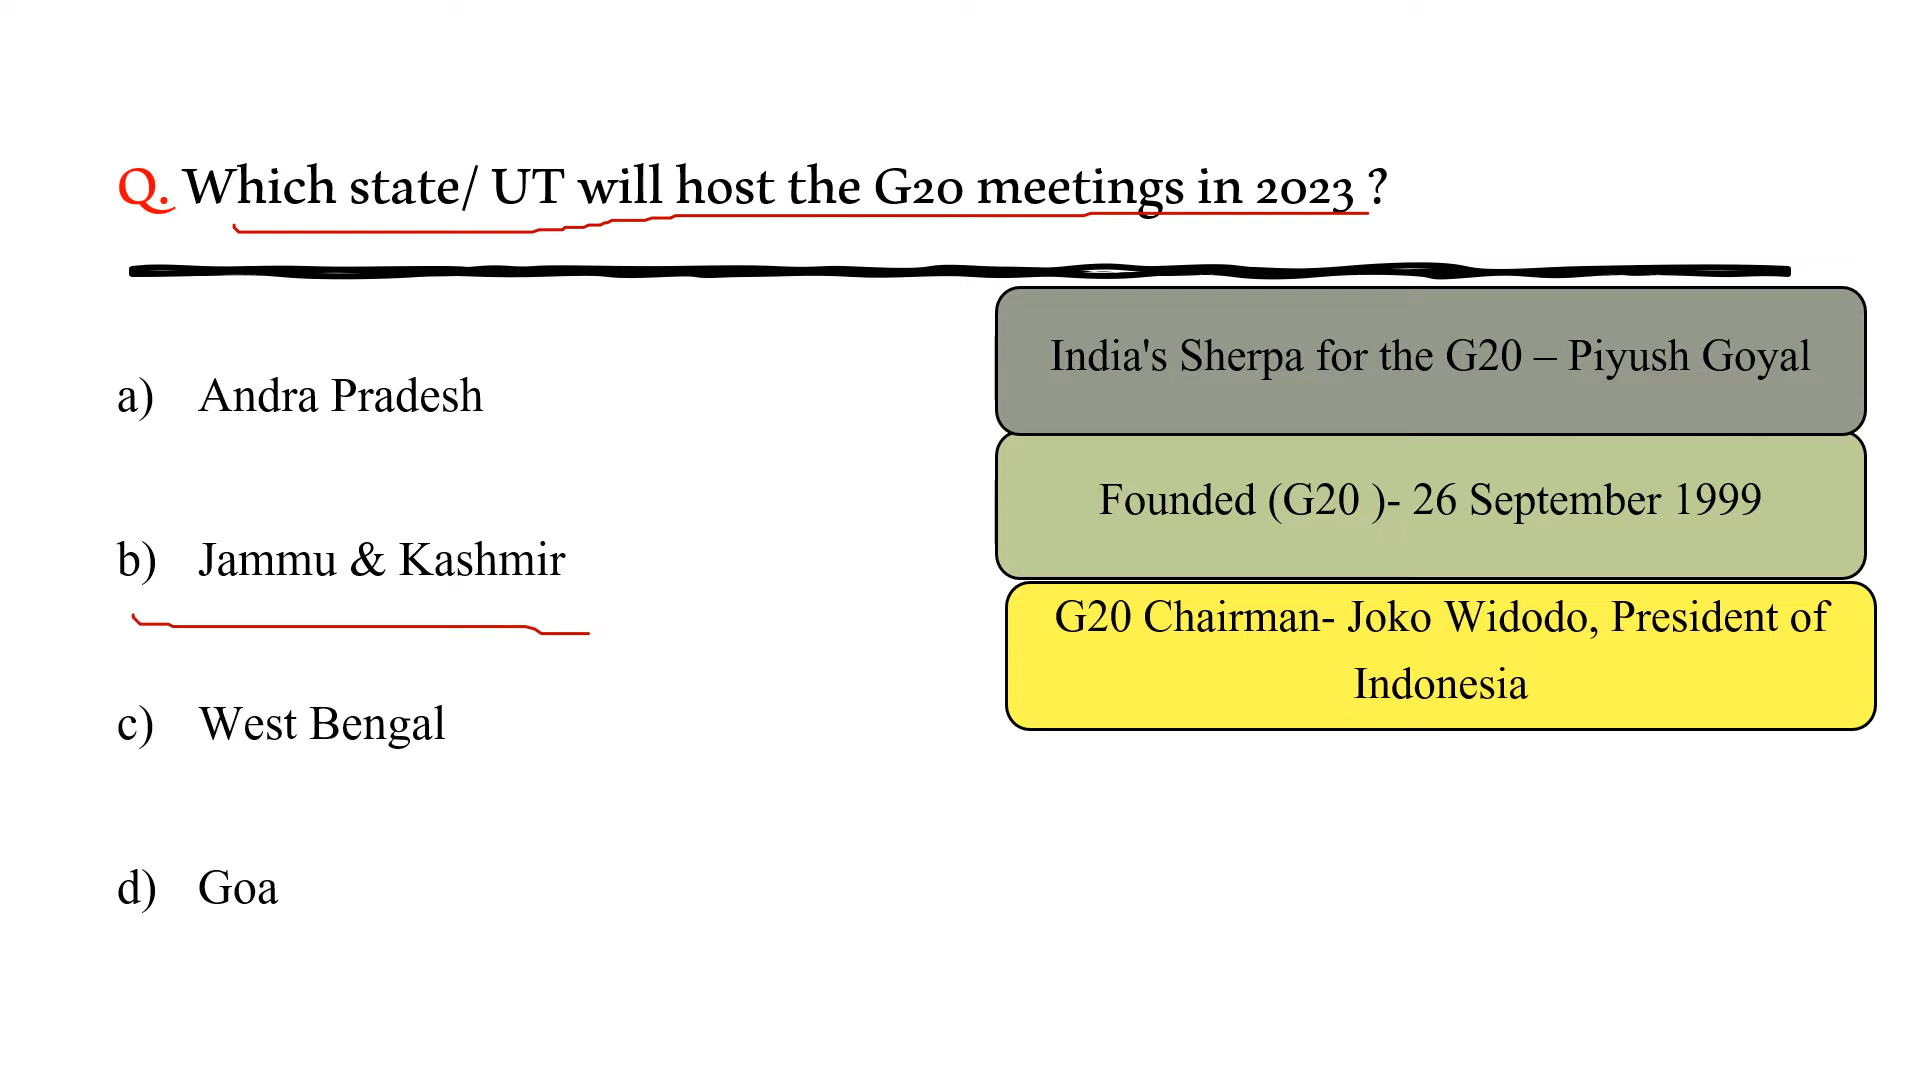 Q. Which state/ UT will host the G20 meetings in 2023 ?
a) Andra Pradesh
b) Jammu & Kashmir
c) West Bengal
d) Goa
India's Sherpa for the G20 – Piyush Goyal
Founded (G20 )- 26 September 1999
G20 Chairman- Joko Widodo, President of
Indonesia